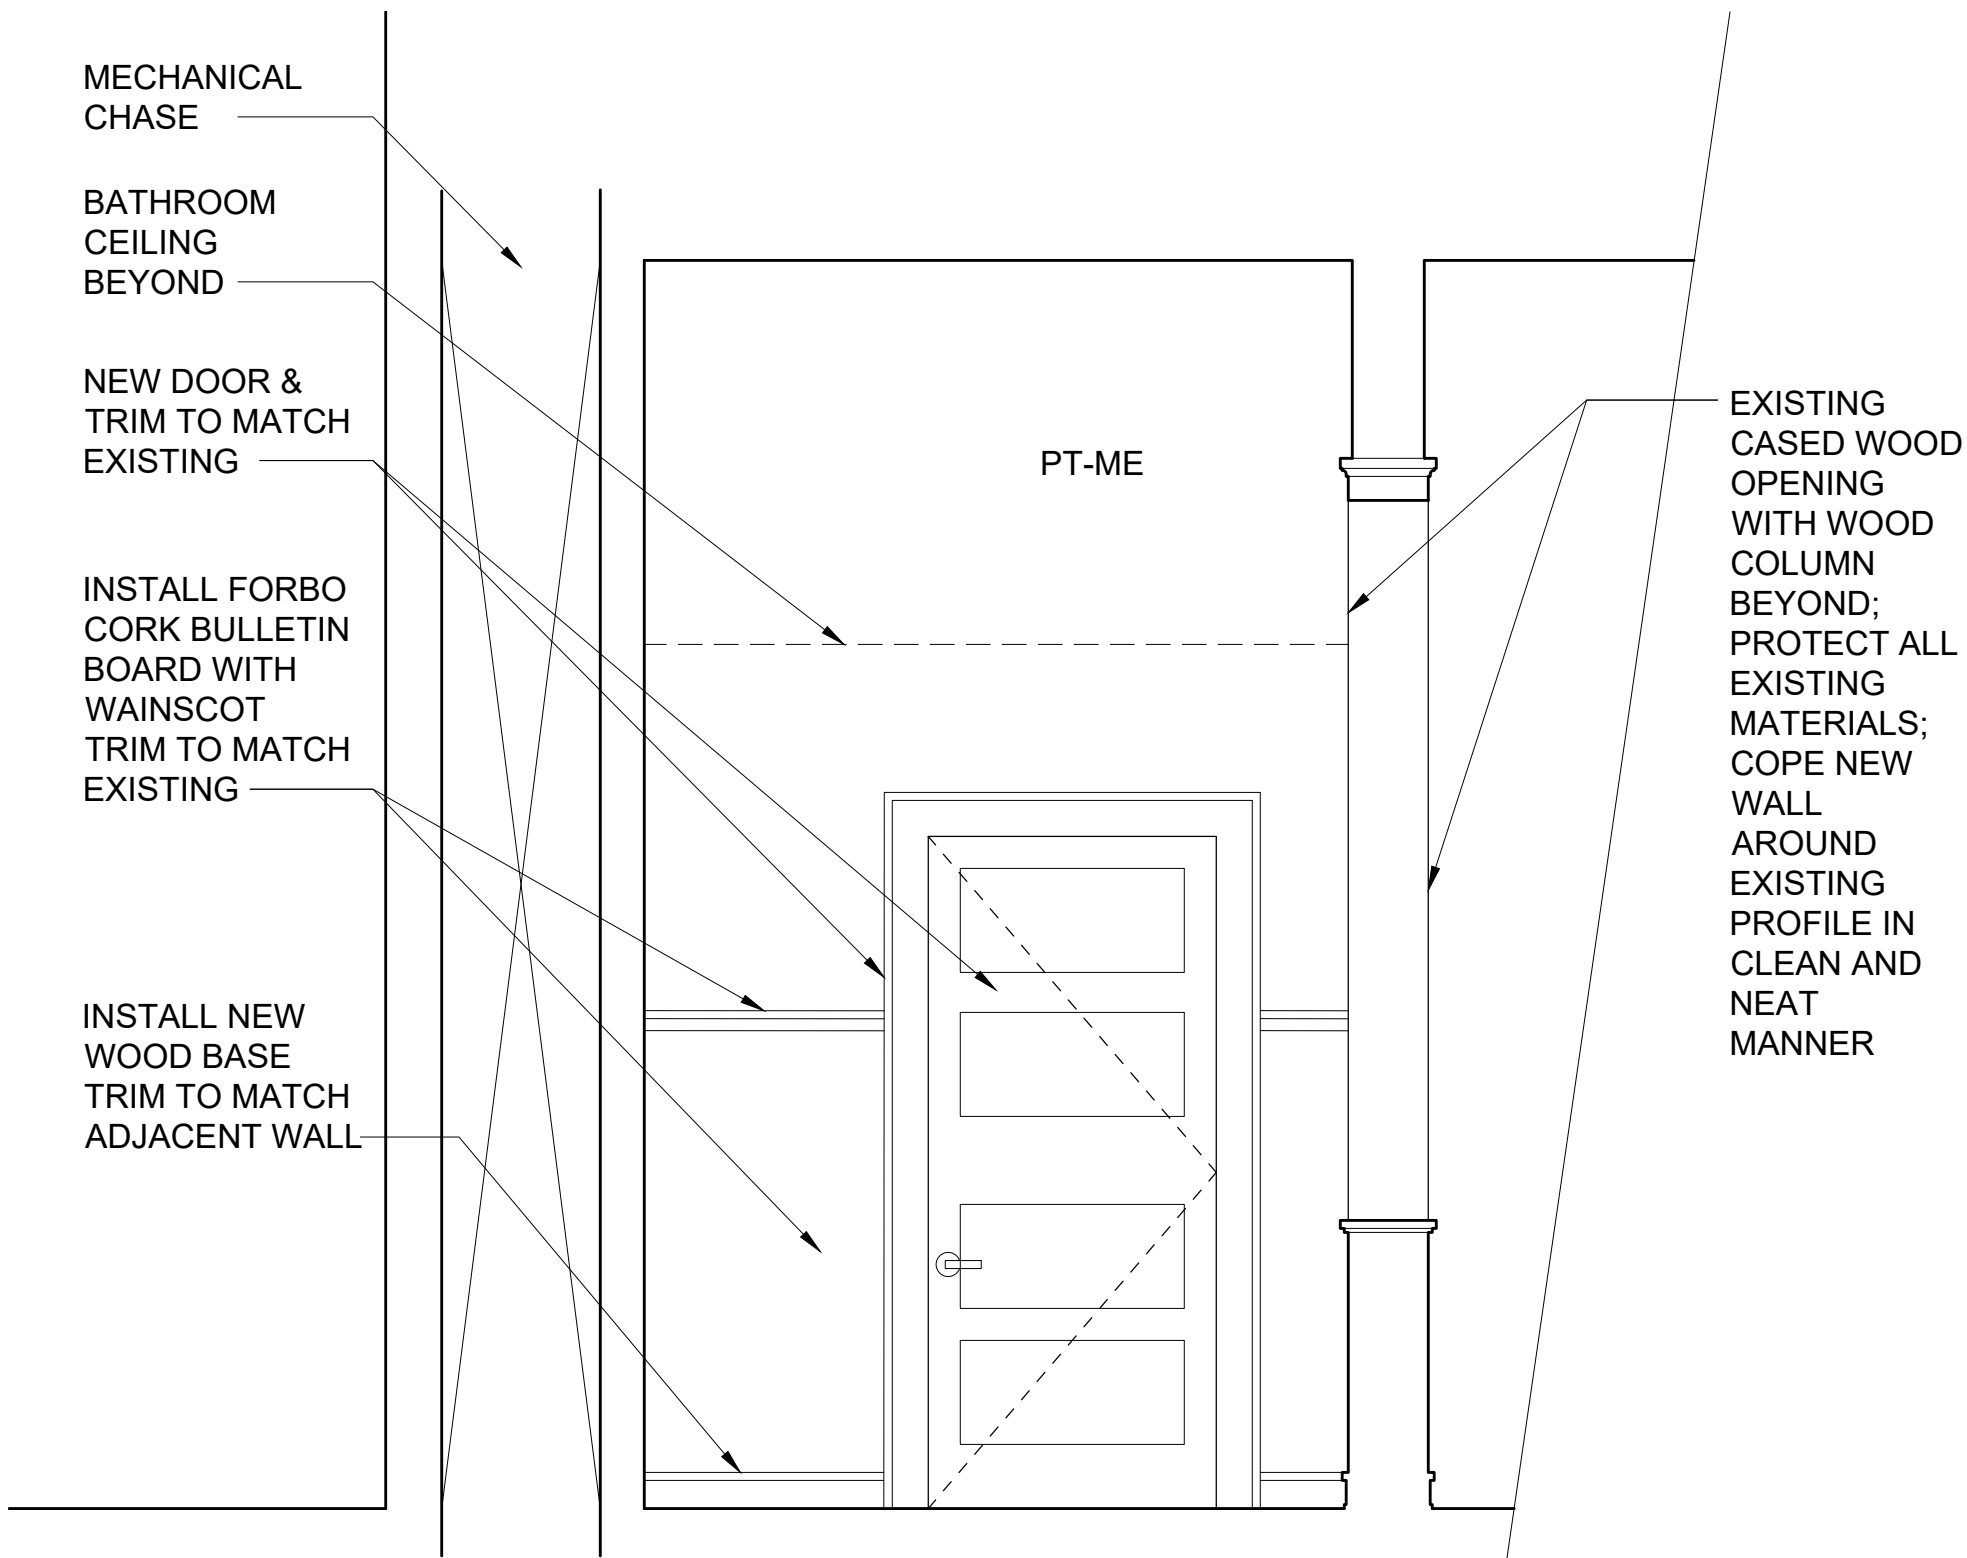 MECHANICAL
CHASE
BATHROOM
CEILING
BEYOND
NEW DOOR &
TRIM TO MATCH
EXISTING
INSTALL FORBO
CORK BULLETIN
BOARD WITH
WAINSCOT
TRIM TO MATCH
EXISTING
INSTALL NEW
WOOD BASE
TRIM TO MATCH
ADJACENT WALL
PT-ME
EXISTING
CASED WOOD
OPENING
WITH WOOD
COLUMN
BEYOND;
PROTECT ALL
EXISTING
MATERIALS;
COPE NEW
WALL
AROUND
EXISTING
PROFILE IN
CLEAN AND
NEAT
MANNER